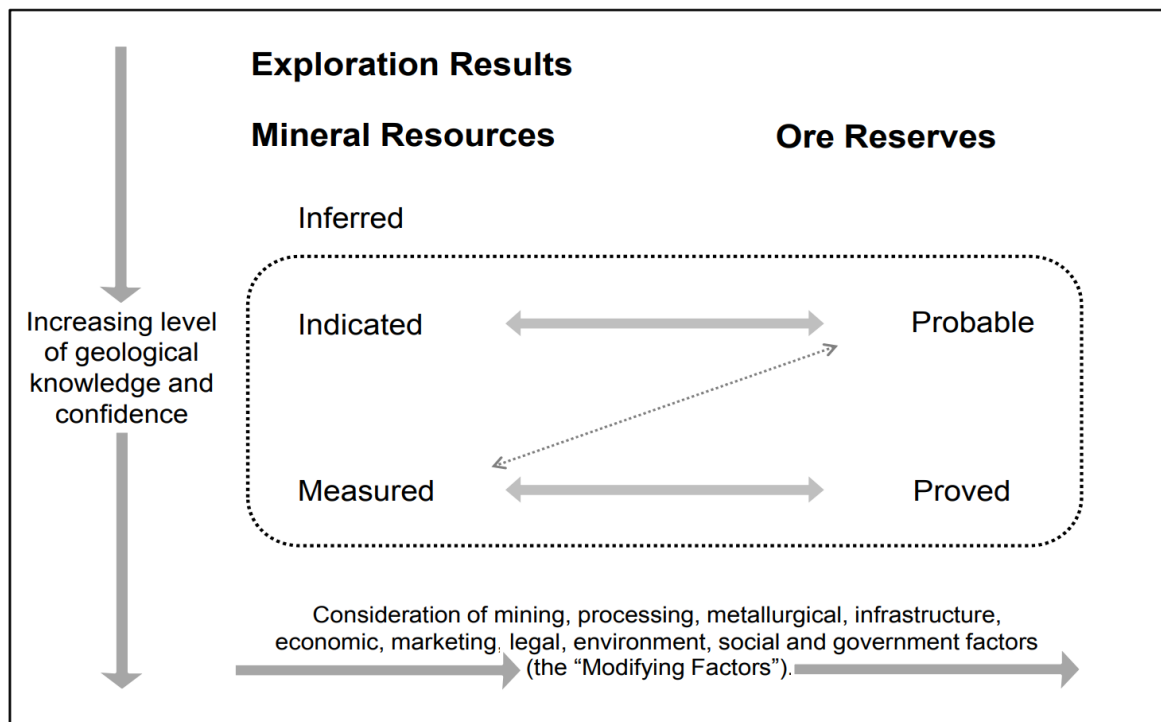 Exploration Results
Mineral Resources
Ore Reserves
Inferred
Indicated
Probable
Increasing level
of geological
knowledge and
confidence
Measured
Proved
Consideration of mining, processing, metallurgical, infrastructure,
economic, marketing, legal, environment, social and government factors
(the “Modifying Factors”).